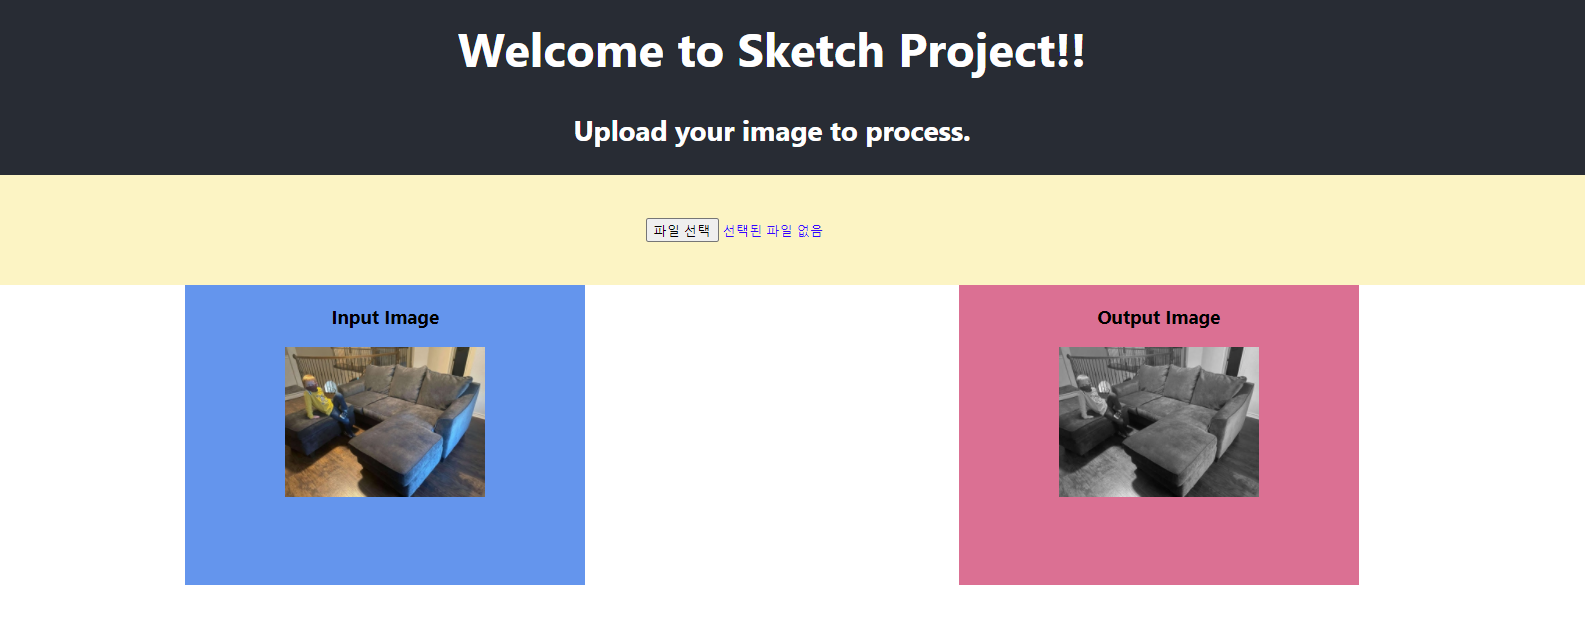 Welcome to Sketch Project!!
Upload your image to process.
파일 선택 선택된 파일 없음
Input Image
Output Image